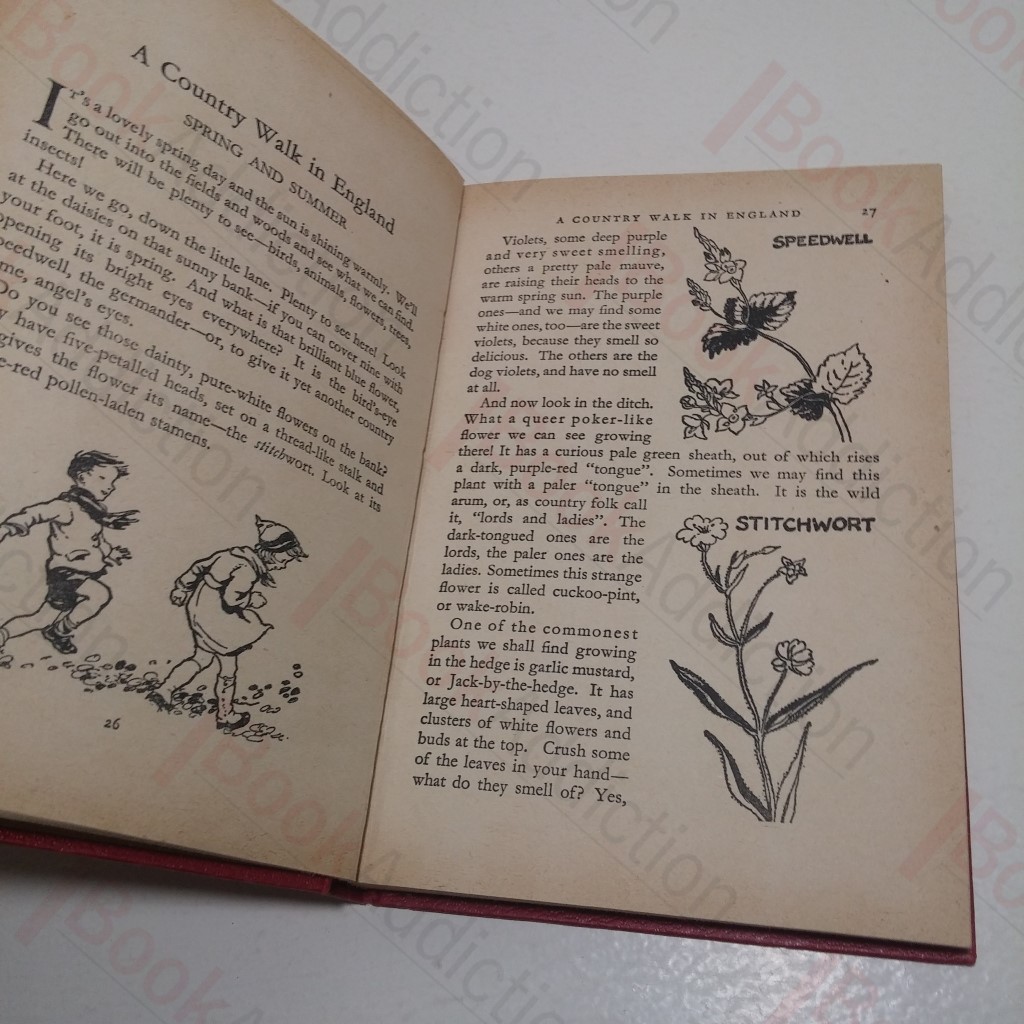 A Country Walk in England
SPRING AND SUMMER
IT'S a lovely spring day and the sun is shining warmly. We'll
go out into the fields and woods and see what we can find.
There will be plenty to see—birds, animals, flowers, trees,
insects!
Here we go, down the little lane. Plenty to see here! Look
at the daisies on that sunny bank—if you can cover nine with
your foot, it is spring. And what is that brilliant blue flower,
opening its bright eyes everywhere? It is the bird's-eye
speedwell, the germander—or, to give it yet another country
me, angel's eyes.
Do you see those dainty, pure-white flowers on the bank?
y have five-petalled heads, set on a thread-like stalk and
gives the flower its name—the stitchwort. Look at its
e-red pollen-laden stamens.
26
A COUNTRY WALK IN ENGLAND 27
Violets, some deep purple
and very sweet smelling,
others a pretty pale mauve,
are raising their heads to the
warm spring sun. The purple
ones—and we may find some
white ones, too—are the sweet
violets, because they smell so
delicious. The others are the
dog violets, and have no smell
at all.
SPEEDWELL
And now look in the ditch.
What a queer poker-like
flower we can see growing
there! It has a curious pale green sheath, out of which rises
a dark, purple-red "tongue". Sometimes we may find this
plant with a paler "tongue" in the sheath. It is the wild
arum, or, as country folk call
it, "lords and ladies". The
dark-tongued ones are the
lords, the paler ones are the
ladies. Sometimes this strange
flower is called cuckoo-pint,
or wake-robin.
STITCHWORT
One of the commonest
plants we shall find growing
in the hedge is garlic mustard,
or Jack-by-the-hedge. It has
large heart-shaped leaves, and
clusters of white flowers and
buds at the top. Crush some
of the leaves in your hand—
what do they smell of? Yes,
BookAddiction